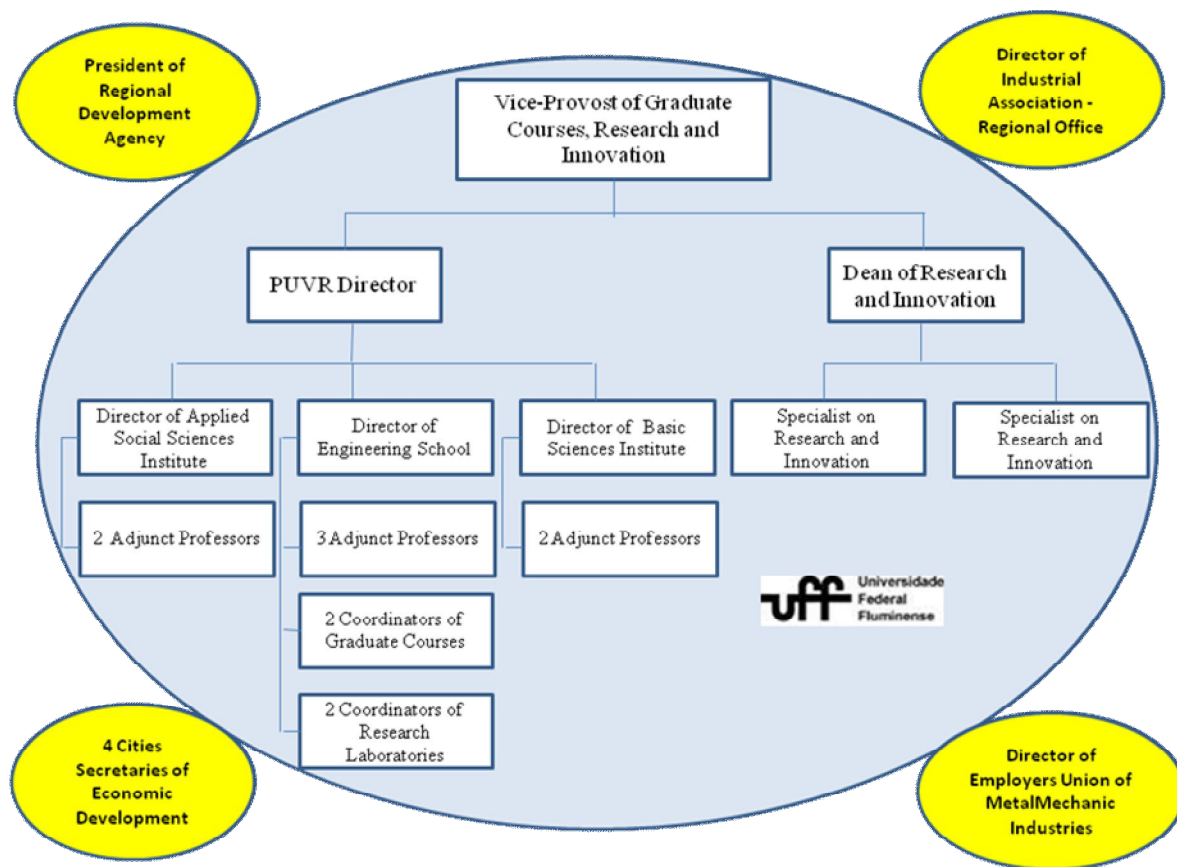 President of
Regional
Development
Agency
Director of
Industrial
Association -
Regional Office
Vice-Provost of Graduate
Courses, Research and
Innovation
PUVR Director
Dean of Research
and Innovation
Director of Applied
Social Sciences
Institute
Director of
Engineering School
Director of Basic
Sciences Institute
Specialist on
Research and
Innovation
Specialist on
Research and
Innovation
2 Adjunct Professors
3 Adjunct Professors
2 Adjunct Professors
uff
Universidade
Federal
Fluminense
2 Coordinators of
Graduate Courses
2 Coordinators of
Research
Laboratories
4 Cities
Secretaries of
Economic
Development
Director of
Employers Union of
MetalMechanic
Industries